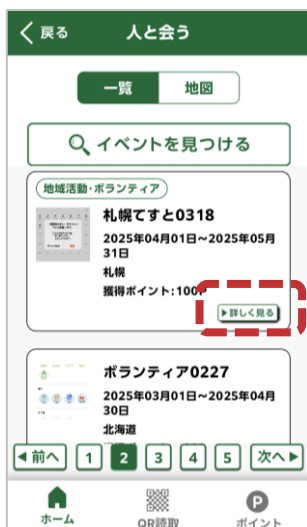 戻る 人と会う
一覧 地図
イベントを見つける
地域活動・ボランティア
札幌てすと0318
2025年04月01日~2025年05月
31日
札幌
獲得ポイント:100P
▶詳しく見る
ボランティア0227
2025年03月01日~2025年04月
30日
北海道
◀前へ 1 2 3 4 5 次へ▶
ホーム QR読取 P ポイント